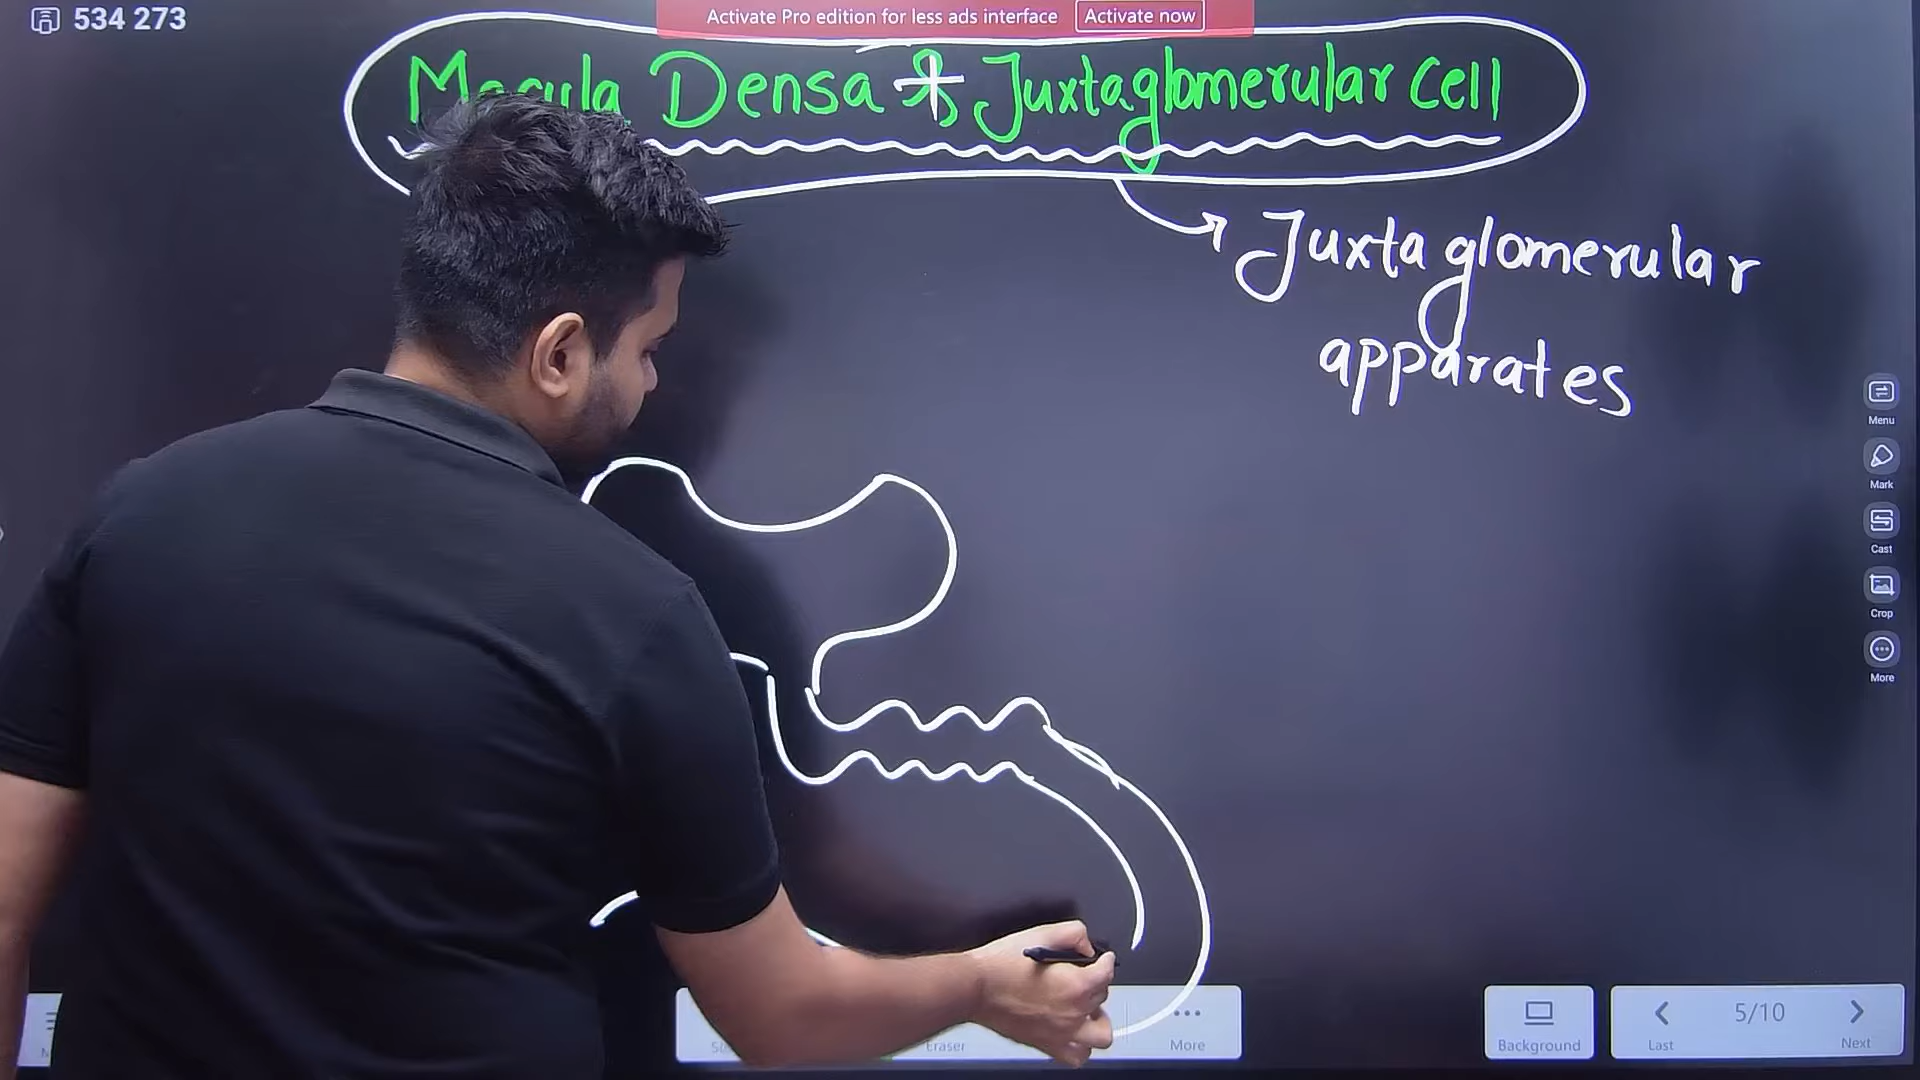 534 273
Activate Pro edition for less ads interface Activate now
Macula Densa + Juxtaglomerular Cell
Juxta glomerular
apparates
Menu
Mark
Cast
Crop
More
Eraser
More
Background
Last
5/10
Next